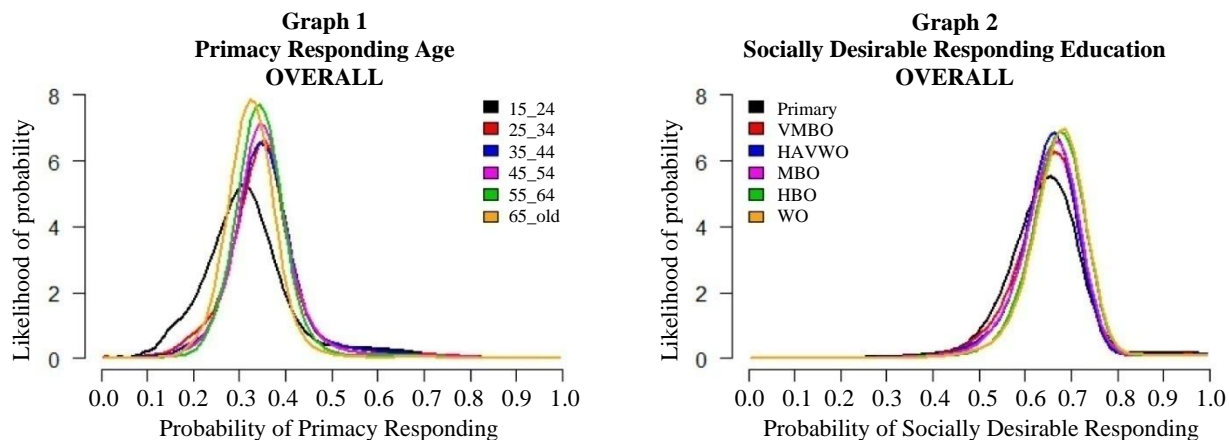 Graph 1
Primacy Responding Age
OVERALL
Likelihood of probability
8
6
4
2
0
15_24
25_34
35_44
45_54
55_64
65_old
0.0 0.1 0.2 0.3 0.4 0.5 0.6 0.7 0.8 0.9 1.0
Probability of Primacy Responding
Graph 2
Socially Desirable Responding Education
OVERALL
Likelihood of probability
8
6
4
2
0
Primary
VMBO
HAVWO
MBO
HBO
WO
0.0 0.1 0.2 0.3 0.4 0.5 0.6 0.7 0.8 0.9 1.0
Probability of Socially Desirable Responding